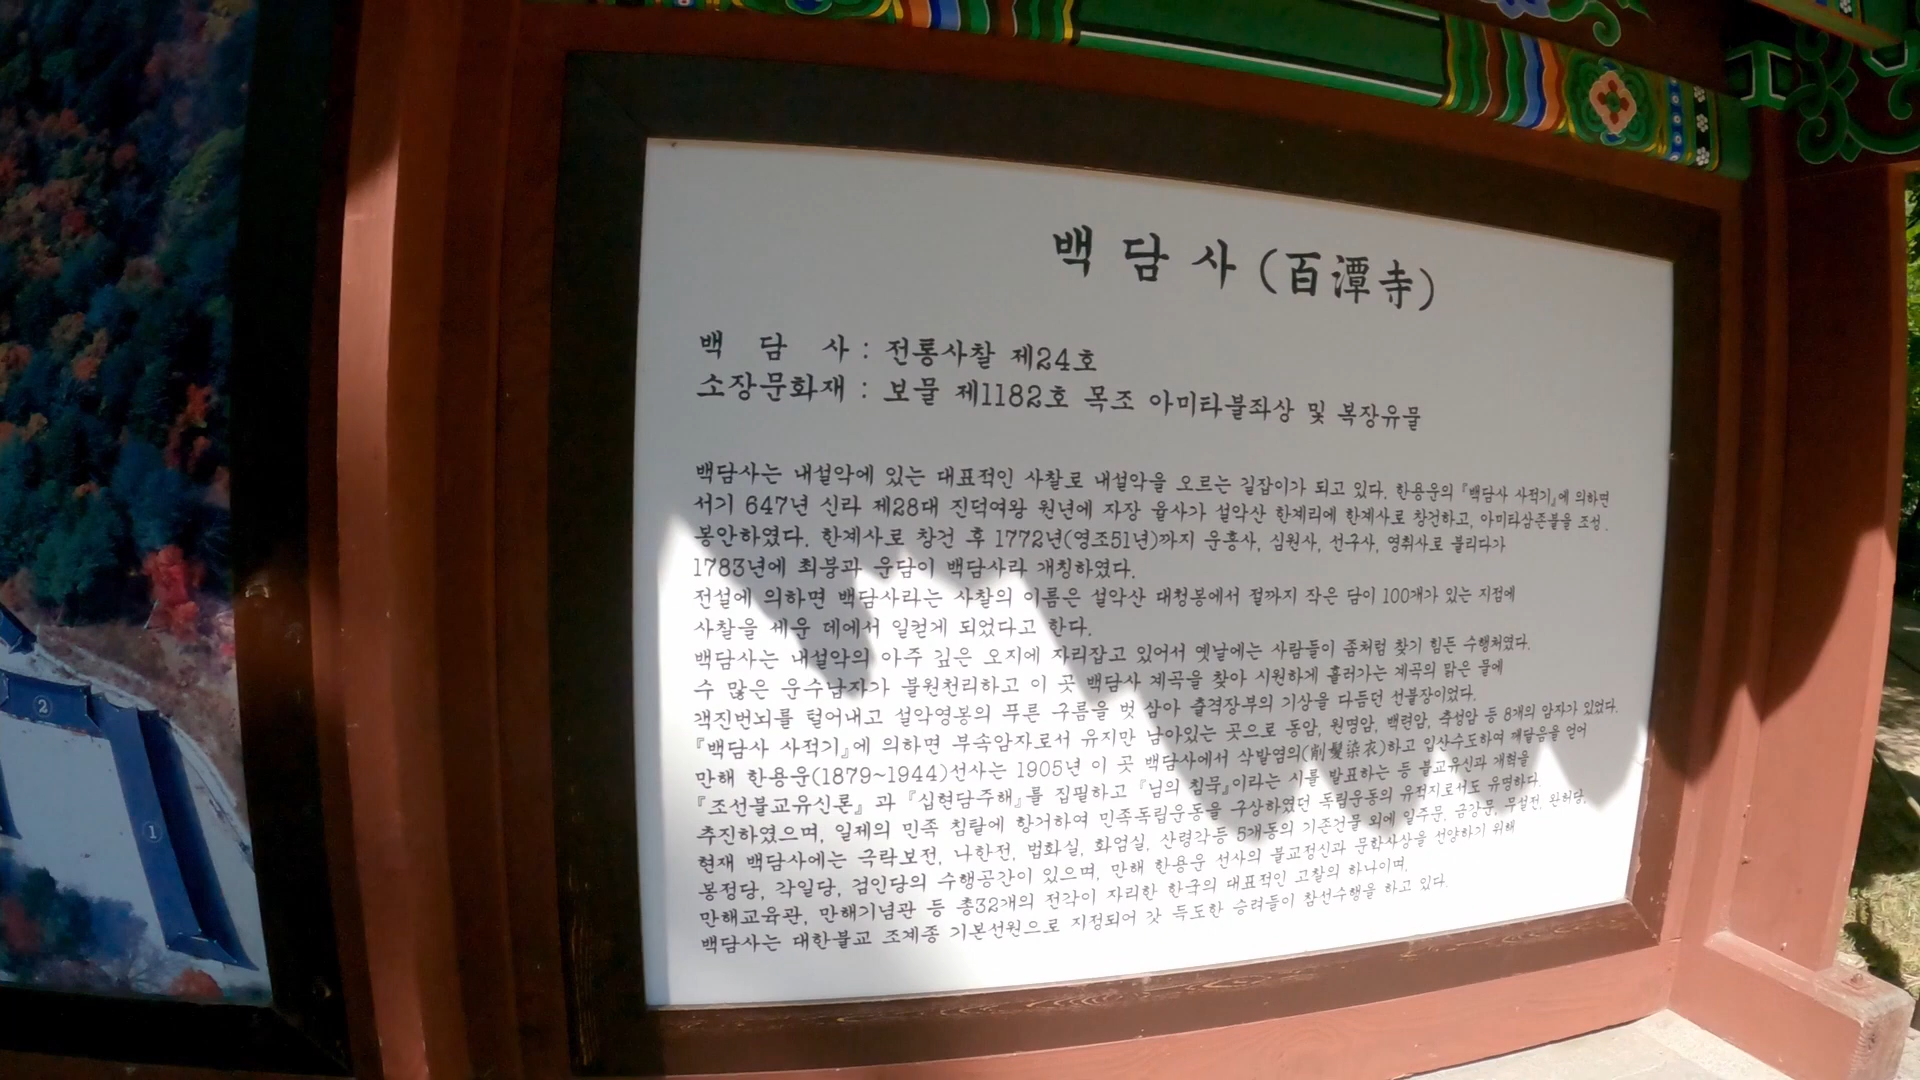 백 담 사 (百潭寺)
백 담 사 : 전통사찰 제24호
소장문화재 : 보물 제1182호 목조 아미타불좌상 및 복장유물
백담사는 내설악에 있는 대표적인 사찰로 내설악을 오르는 길잡이가 되고 있다. 한용운의 『백담사 사적기』에 의하면
서기 647년 신라 제28대 진덕여왕 원년에 자장 율사가 설악산 한계리에 한계사로 창건하고, 아미타삼존불을 조성.
봉안하였다. 한계사로 창건 후 1772년(영조51년)까지 운흥사, 심원사, 선구사, 영취사로 불리다가
1783년에 최붕과 운담이 백담사라 개칭하였다.
전설에 의하면 백담사라는 사찰의 이름은 설악산 대청봉에서 절까지 작은 담이 100개가 있는 지점에
사찰을 세운 데에서 일컫게 되었다고 한다.
백담사는 내설악의 아주 깊은 오지에 자리잡고 있어서 옛날에는 사람들이 좀처럼 찾기 힘든 수행처였다.
수 많은 운수납자가 불원천리하고 이 곳 백담사 계곡을 찾아 시원하게 흘러가는 계곡의 맑은 물에
객진번뇌를 털어내고 설악영봉의 푸른 구름을 벗 삼아 출격장부의 기상을 다듬던 선불장이었다.
『백담사 사적기』에 의하면 부속암자로서 유지만 남아있는 곳으로 동암, 원명암, 백련암, 축성암 등 8개의 암자가 있었다.
만해 한용운(1879~1944)선사는 1905년 이 곳 백담사에서 삭발염의(削髮染衣)하고 입산수도하여 깨달음을 얻어
『조선불교유신론』 과 『십현담주해』를 집필하고 『님의 침묵』이라는 시를 발표하는 등 불교유신과 개혁을
추진하였으며, 일제의 민족 침탈에 항거하여 민족독립운동을 구상하였던 독립운동의 유적지로서도 유명하다.
현재 백담사에는 극락보전, 나한전, 법화실, 화엄실, 산령각등 5개동의 기존건물 외에 일주문, 금강문, 무설전, 완허당,
봉정당, 각일당, 검인당의 수행공간이 있으며, 만해 한용운 선사의 불교정신과 문학사상을 선양하기 위해
만해교육관, 만해기념관 등 총32개의 전각이 자리한 한국의 대표적인 고찰의 하나이며,
백담사는 대한불교 조계종 기본선원으로 지정되어 갓 득도한 승려들이 참선수행을 하고 있다.
2
1